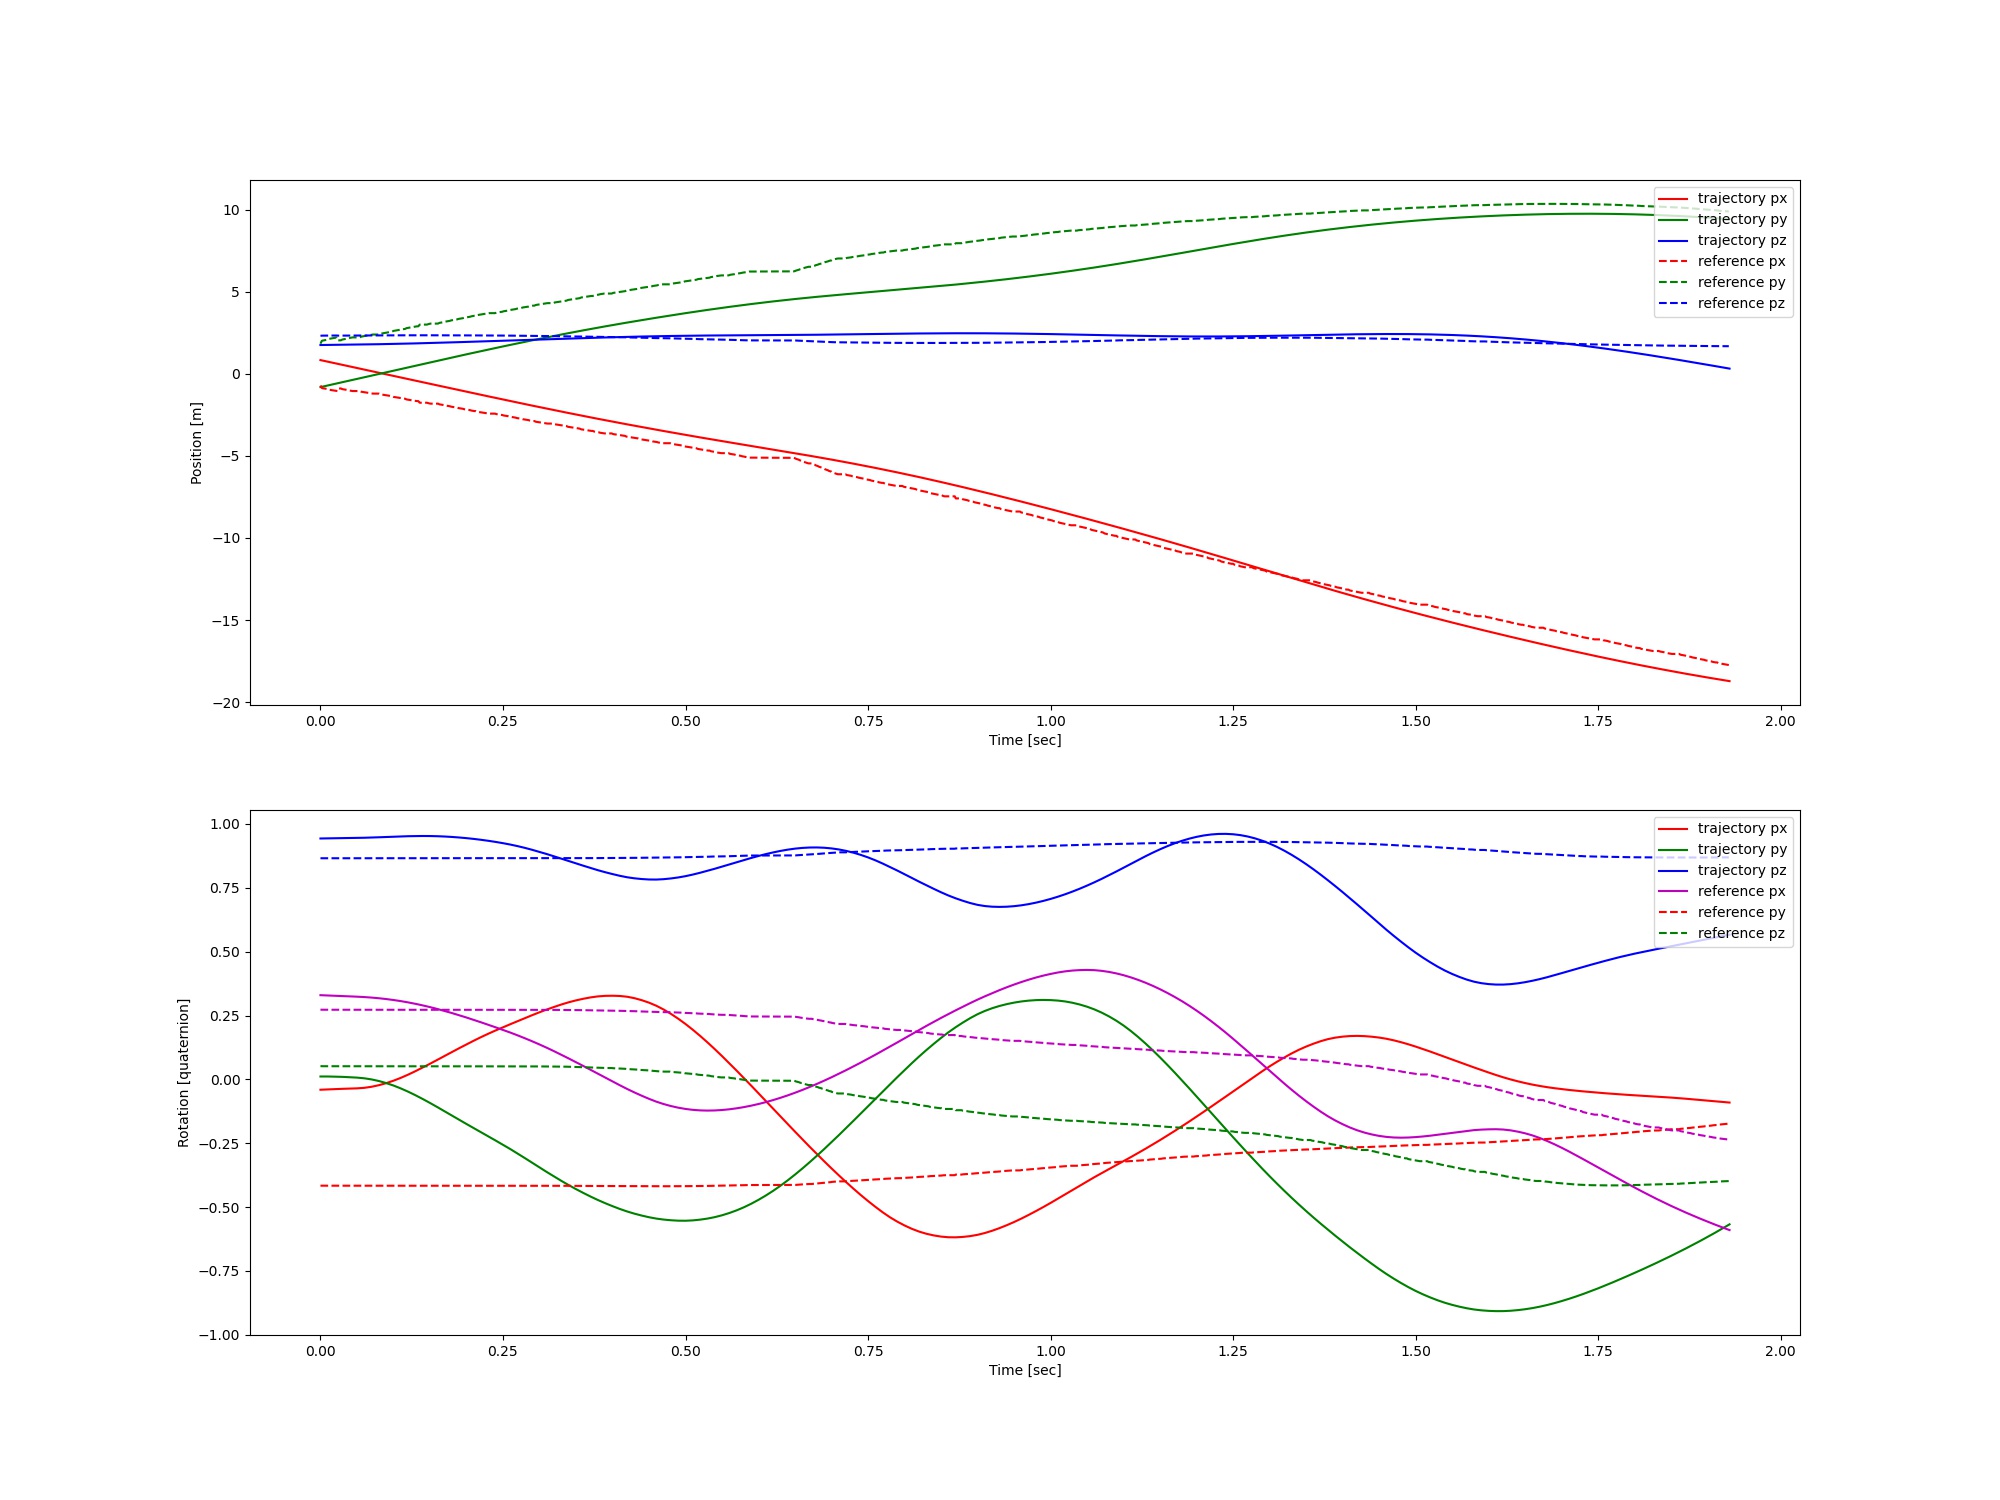 10
5
0
−5
−10
−15
−20
Position [m]
trajectory px
trajectory py
trajectory pz
reference px
reference py
reference pz
0.00 0.25 0.50 0.75 1.00 1.25 1.50 1.75 2.00
Time [sec]
1.00
0.75
0.50
0.25
0.00
−0.25
−0.50
−0.75
−1.00
Rotation [quaternion]
trajectory px
trajectory py
trajectory pz
reference px
reference py
reference pz
0.00 0.25 0.50 0.75 1.00 1.25 1.50 1.75 2.00
Time [sec]